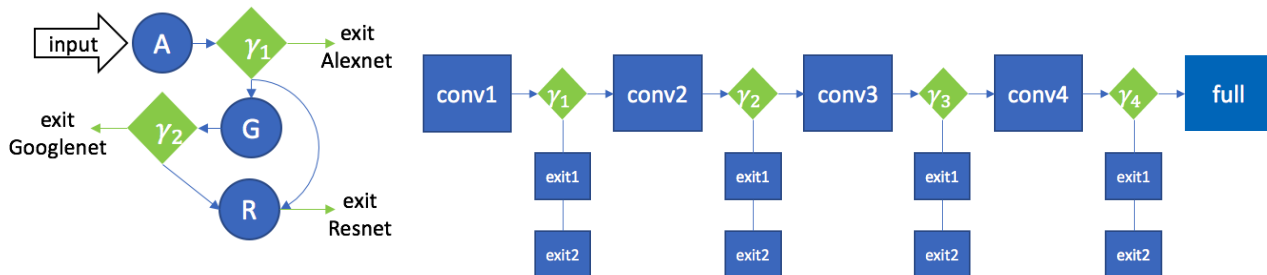 input
A
γ₁
exit
Alexnet
exit
Googlenet
γ₂
G
R
exit
Resnet
conv1
γ₁
conv2
γ₂
conv3
γ₃
conv4
γ₄
full
exit1
exit1
exit1
exit1
exit2
exit2
exit2
exit2